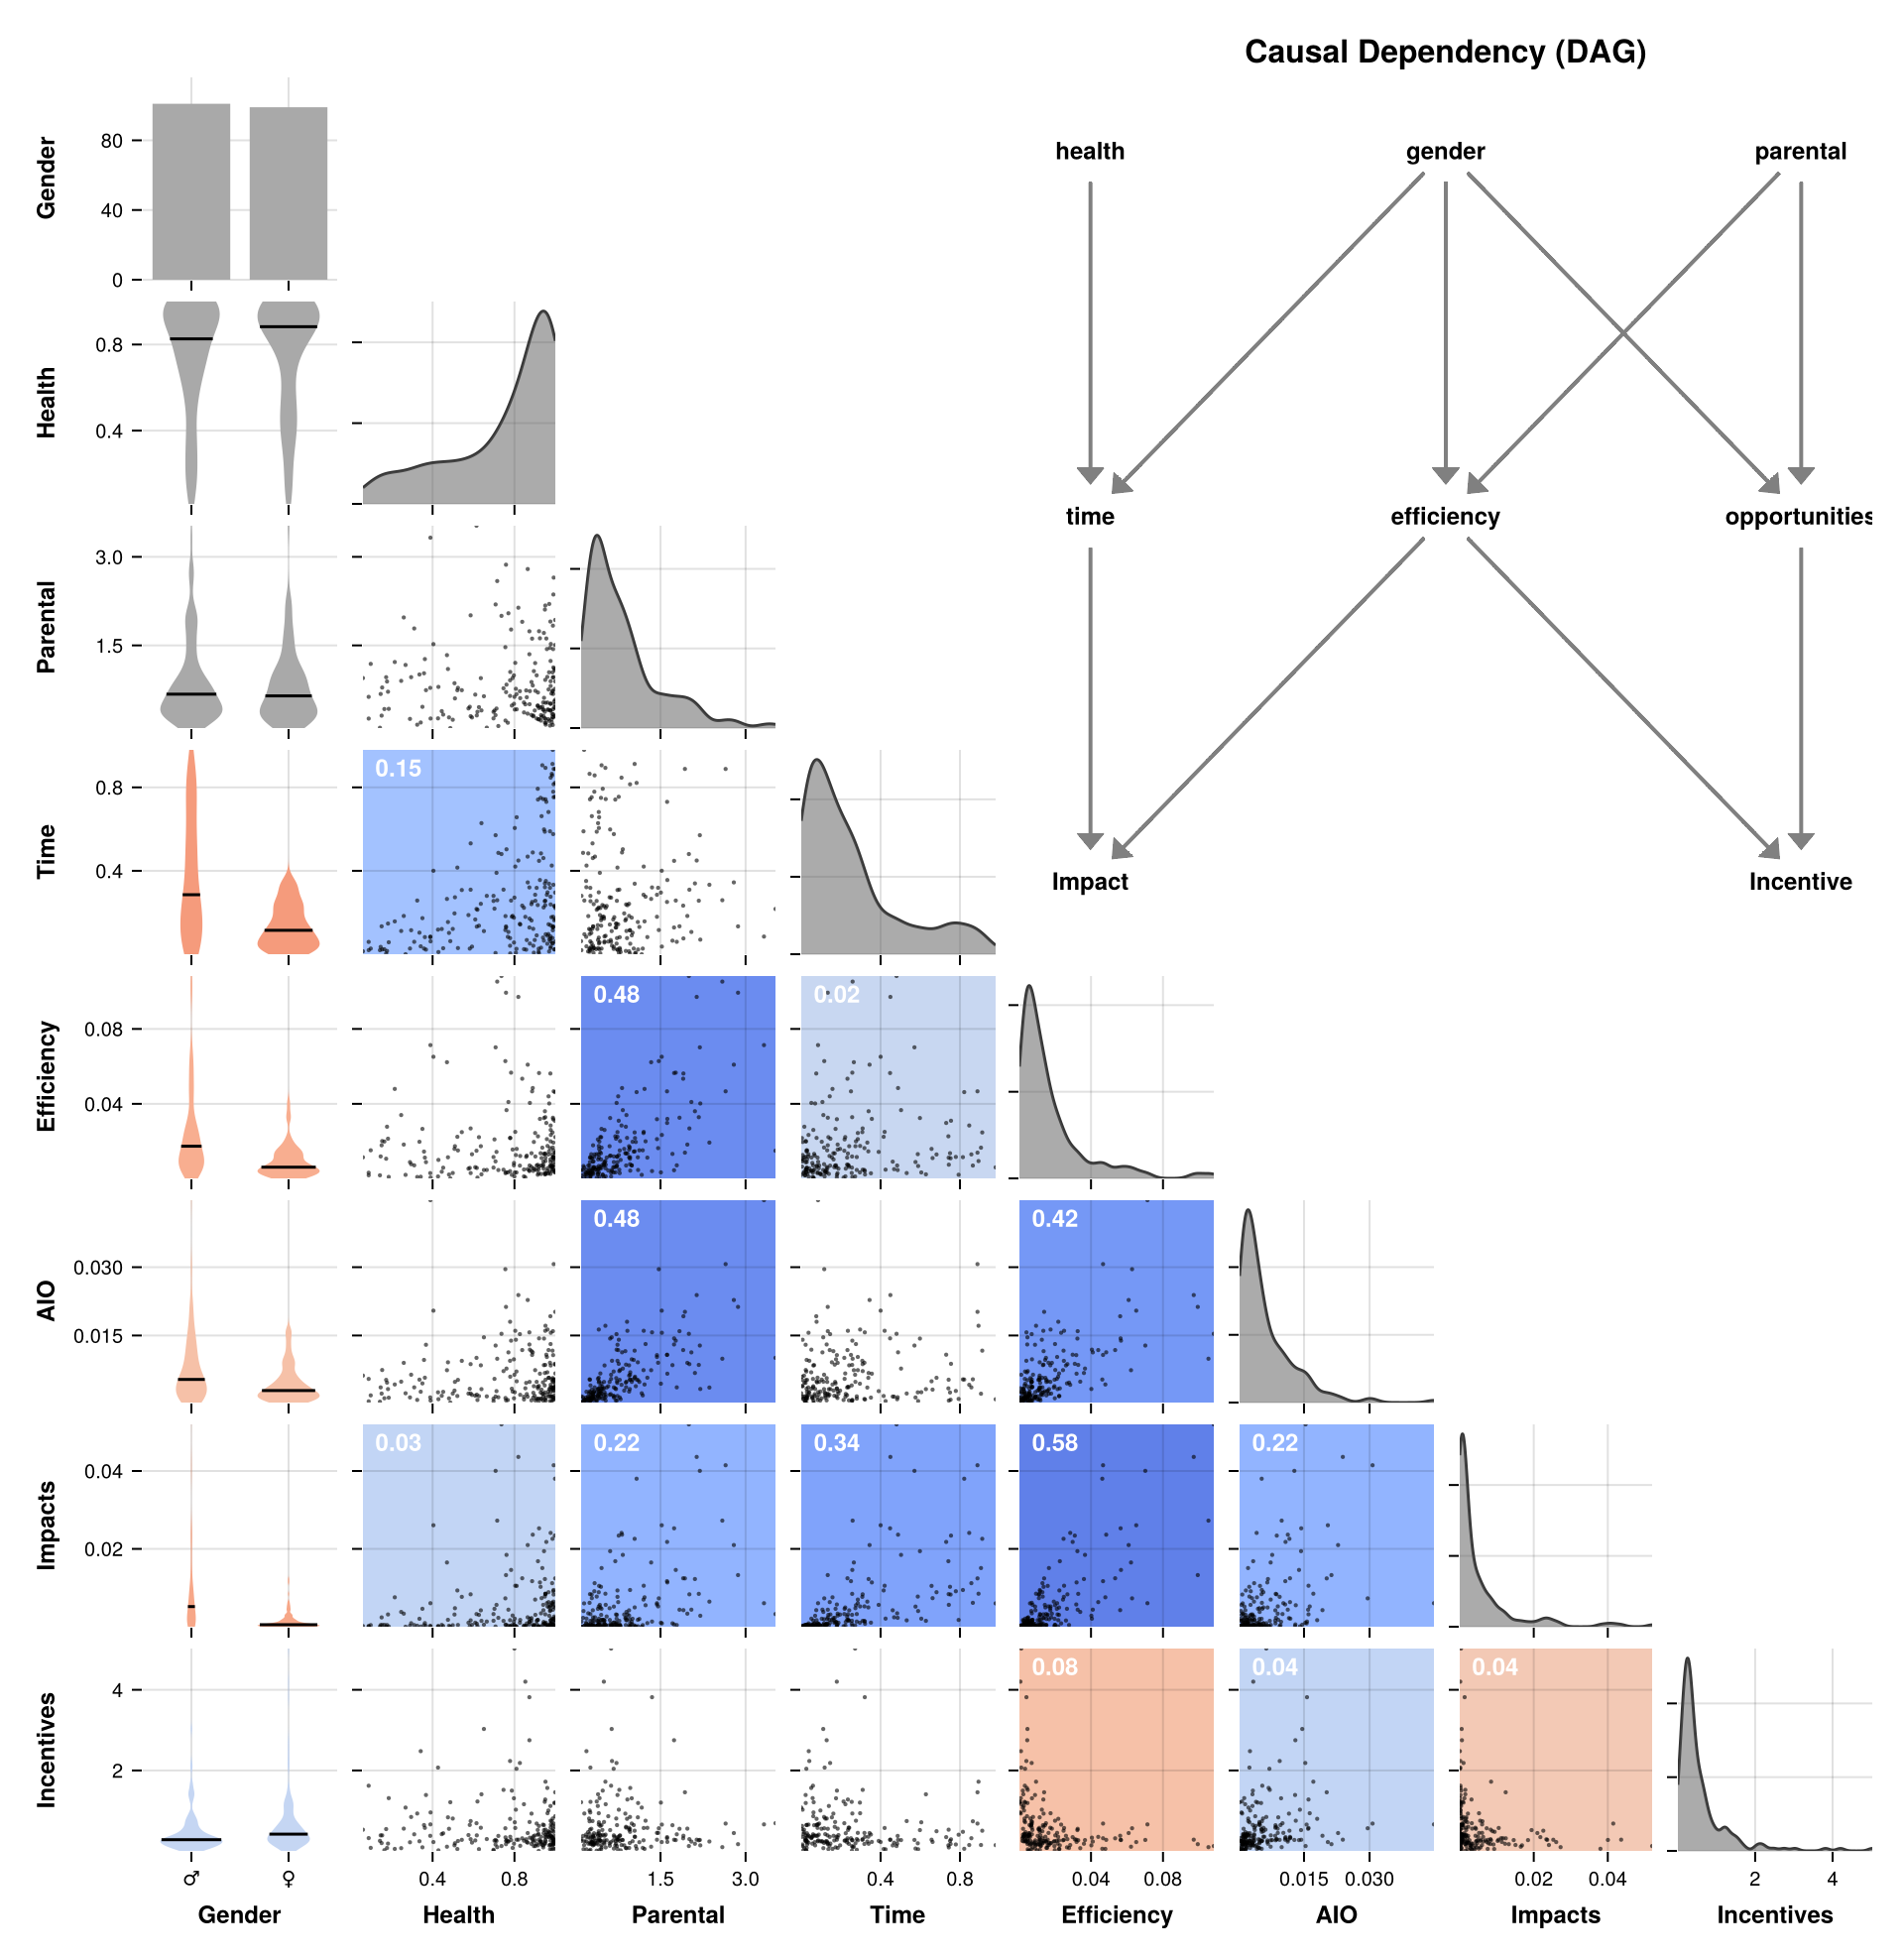 Causal Dependency (DAG)
health gender parental
time efficiency opportunities
Impact Incentive
Gender
80
40
0
Health
0.8
0.4
Parental
3.0
1.5
Time
0.8
0.4
0.15
Efficiency
0.08
0.04
0.48 0.02
AIO
0.030
0.015
0.48 0.42
Impacts
0.04
0.02
0.03 0.22 0.34 0.58 0.22
Incentives
4
2
0.08 0.04 0.04
♂ ♀ 0.4 0.8 1.5 3.0 0.4 0.8 0.04 0.08 0.015 0.030 0.02 0.04 2 4
Gender Health Parental Time Efficiency AIO Impacts Incentives